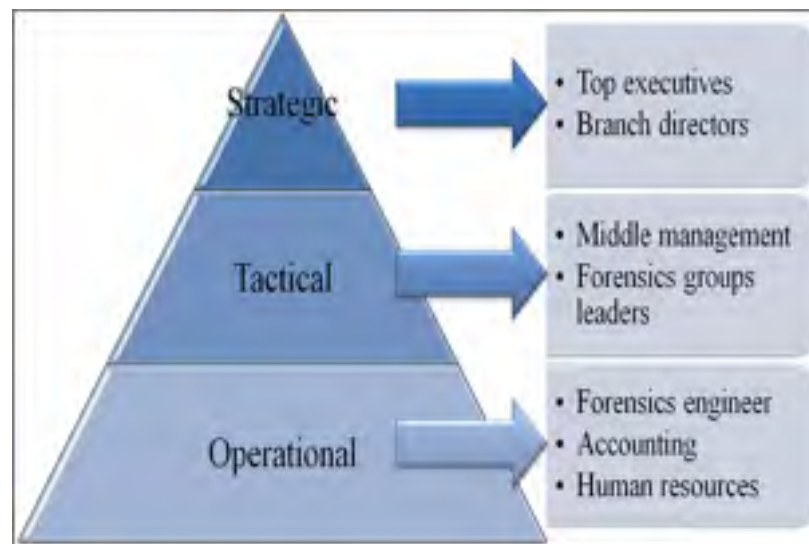 Strategic
• Top executives
• Branch directors
Tactical
• Middle management
• Forensics groups
leaders
Operational
• Forensics engineer
• Accounting
• Human resources